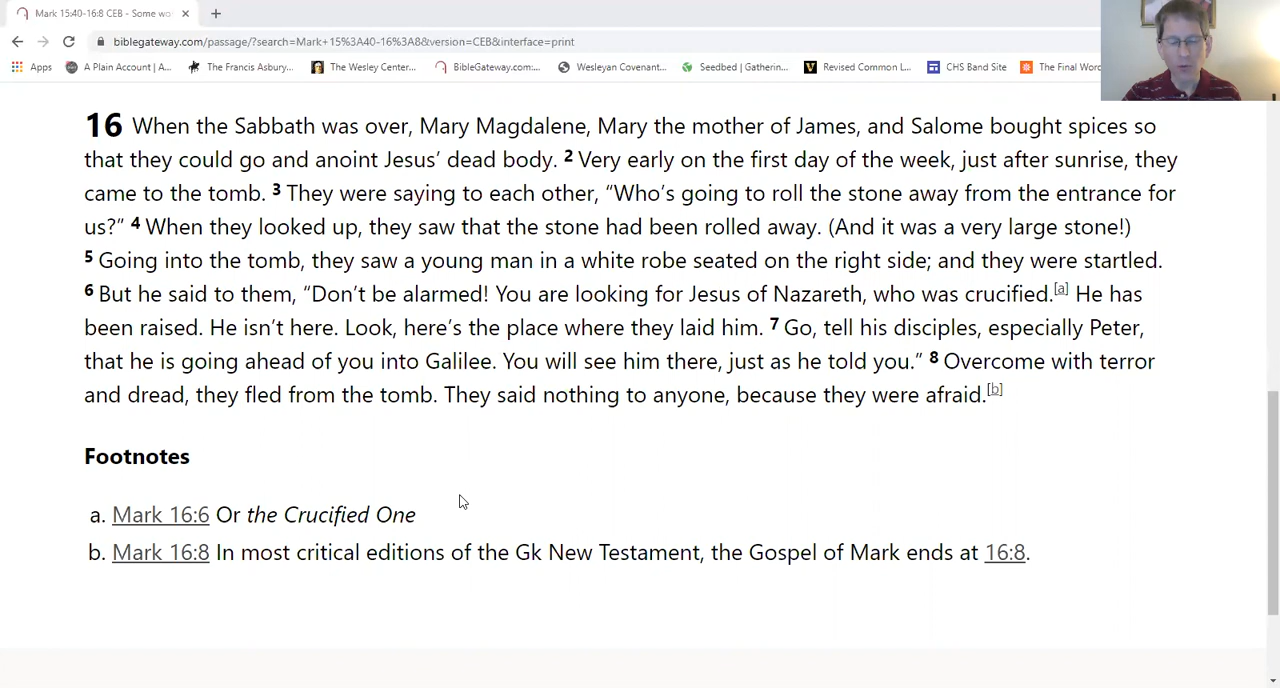 Mark 15:40-16:8 CEB - Some wo
biblegateway.com/passage/?search=Mark+15%3A40-16%3A8&version=CEB&interface=print
Apps A Plain Account | A... The Francis Asbury... The Wesley Center... BibleGateway.com:... Wesleyan Covenant... Seedbed | Gatherin... Revised Common L... CHS Band Site The Final Word
16 When the Sabbath was over, Mary Magdalene, Mary the mother of James, and Salome bought spices so
that they could go and anoint Jesus’ dead body. 2 Very early on the first day of the week, just after sunrise, they
came to the tomb. 3 They were saying to each other, “Who’s going to roll the stone away from the entrance for
us?” 4 When they looked up, they saw that the stone had been rolled away. (And it was a very large stone!)
5 Going into the tomb, they saw a young man in a white robe seated on the right side; and they were startled.
6 But he said to them, “Don’t be alarmed! You are looking for Jesus of Nazareth, who was crucified.[a] He has
been raised. He isn’t here. Look, here’s the place where they laid him. 7 Go, tell his disciples, especially Peter,
that he is going ahead of you into Galilee. You will see him there, just as he told you.” 8 Overcome with terror
and dread, they fled from the tomb. They said nothing to anyone, because they were afraid.[b]
Footnotes
a. Mark 16:6 Or the Crucified One
b. Mark 16:8 In most critical editions of the Gk New Testament, the Gospel of Mark ends at 16:8.